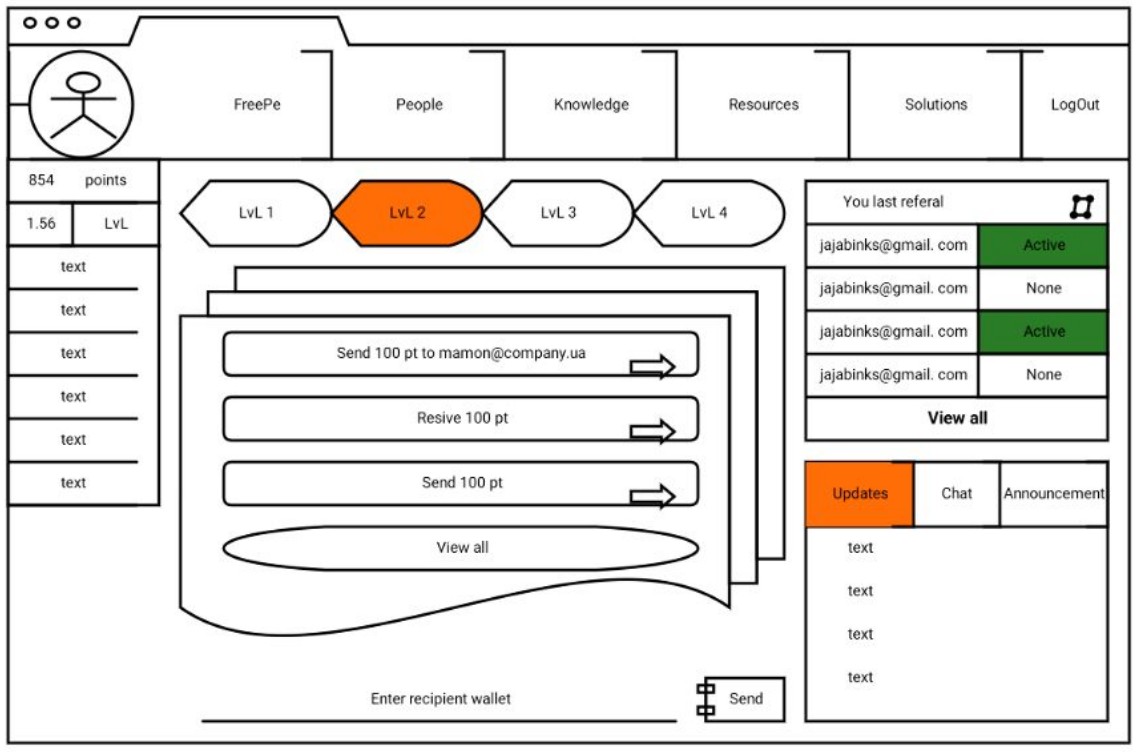 FreePe
People
Knowledge
Resources
Solutions
LogOut
854 points
1.56 LvL
text
text
text
text
text
text
LvL 1
LvL 2
LvL 3
LvL 4
Send 100 pt to mamon@company.ua
Resive 100 pt
Send 100 pt
View all
Enter recipient wallet
Send
You last referal
jajabinks@gmail. com Active
jajabinks@gmail. com None
jajabinks@gmail. com Active
jajabinks@gmail. com None
View all
Updates
Chat
Announcement
text
text
text
text